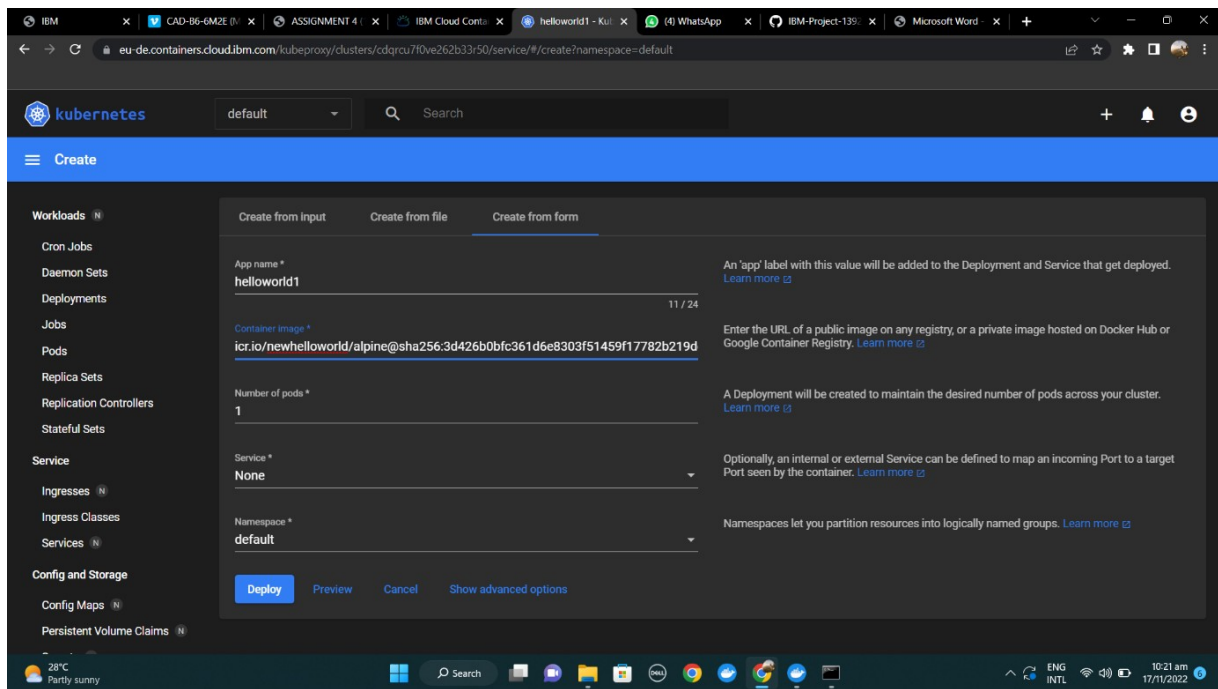 IBM
CAD-B6-6M2E (M
ASSIGNMENT 4 (
IBM Cloud Conta
helloworld1 - Kub
(4) WhatsApp
IBM-Project-139
Microsoft Word -
eu-de.containers.cloud.ibm.com/kubeproxy/clusters/cdqrcu7f0ve262b33r50/service/#/create?namespace=default
kubernetes
default
Search
Create
Workloads N
Cron Jobs
Daemon Sets
Deployments
Jobs
Pods
Replica Sets
Replication Controllers
Stateful Sets
Service
Ingresses N
Ingress Classes
Services N
Config and Storage
Config Maps N
Persistent Volume Claims N
Create from input
Create from file
Create from form
App name *
helloworld1
11 / 24
An 'app' label with this value will be added to the Deployment and Service that get deployed.
Learn more
Container image *
icr.io/newhelloworld/alpine@sha256:3d426b0bfc361d6e8303f51459f17782b219d
Enter the URL of a public image on any registry, or a private image hosted on Docker Hub or
Google Container Registry. Learn more
Number of pods *
1
A Deployment will be created to maintain the desired number of pods across your cluster.
Learn more
Service *
None
Optionally, an internal or external Service can be defined to map an incoming Port to a target
Port seen by the container. Learn more
Namespace *
default
Namespaces let you partition resources into logically named groups. Learn more
Deploy
Preview
Cancel
Show advanced options
28°C
Partly sunny
Search
DELL
ENG
INTL
10:21 am
17/11/2022
6